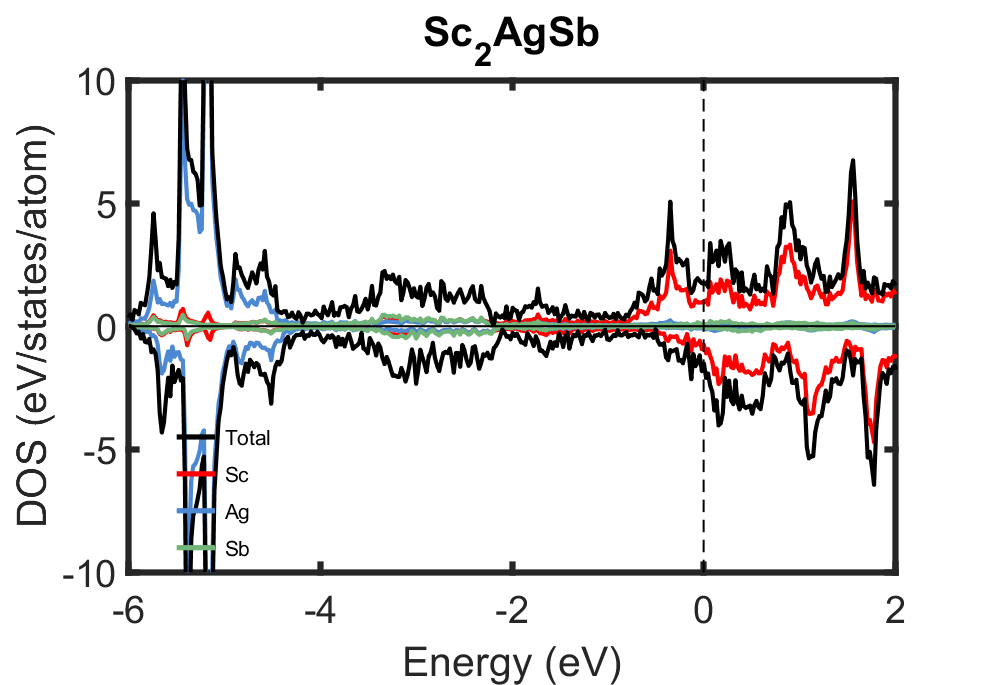 Sc2AgSb
10
5
0
-5
-10
DOS (eV/states/atom)
Total
Sc
Ag
Sb
-6 -4 -2 0 2
Energy (eV)